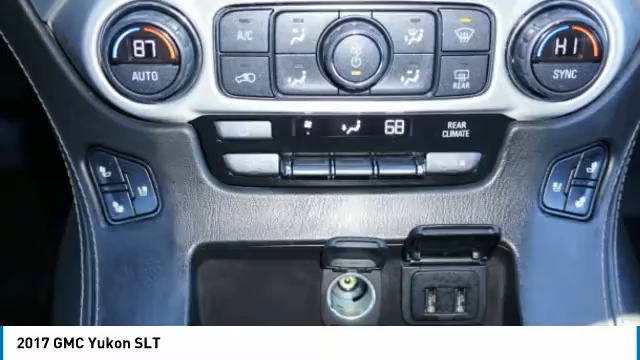 87
AUTO
A/C
REAR
HI
SYNC
68
REAR
CLIMATE
2017 GMC Yukon SLT